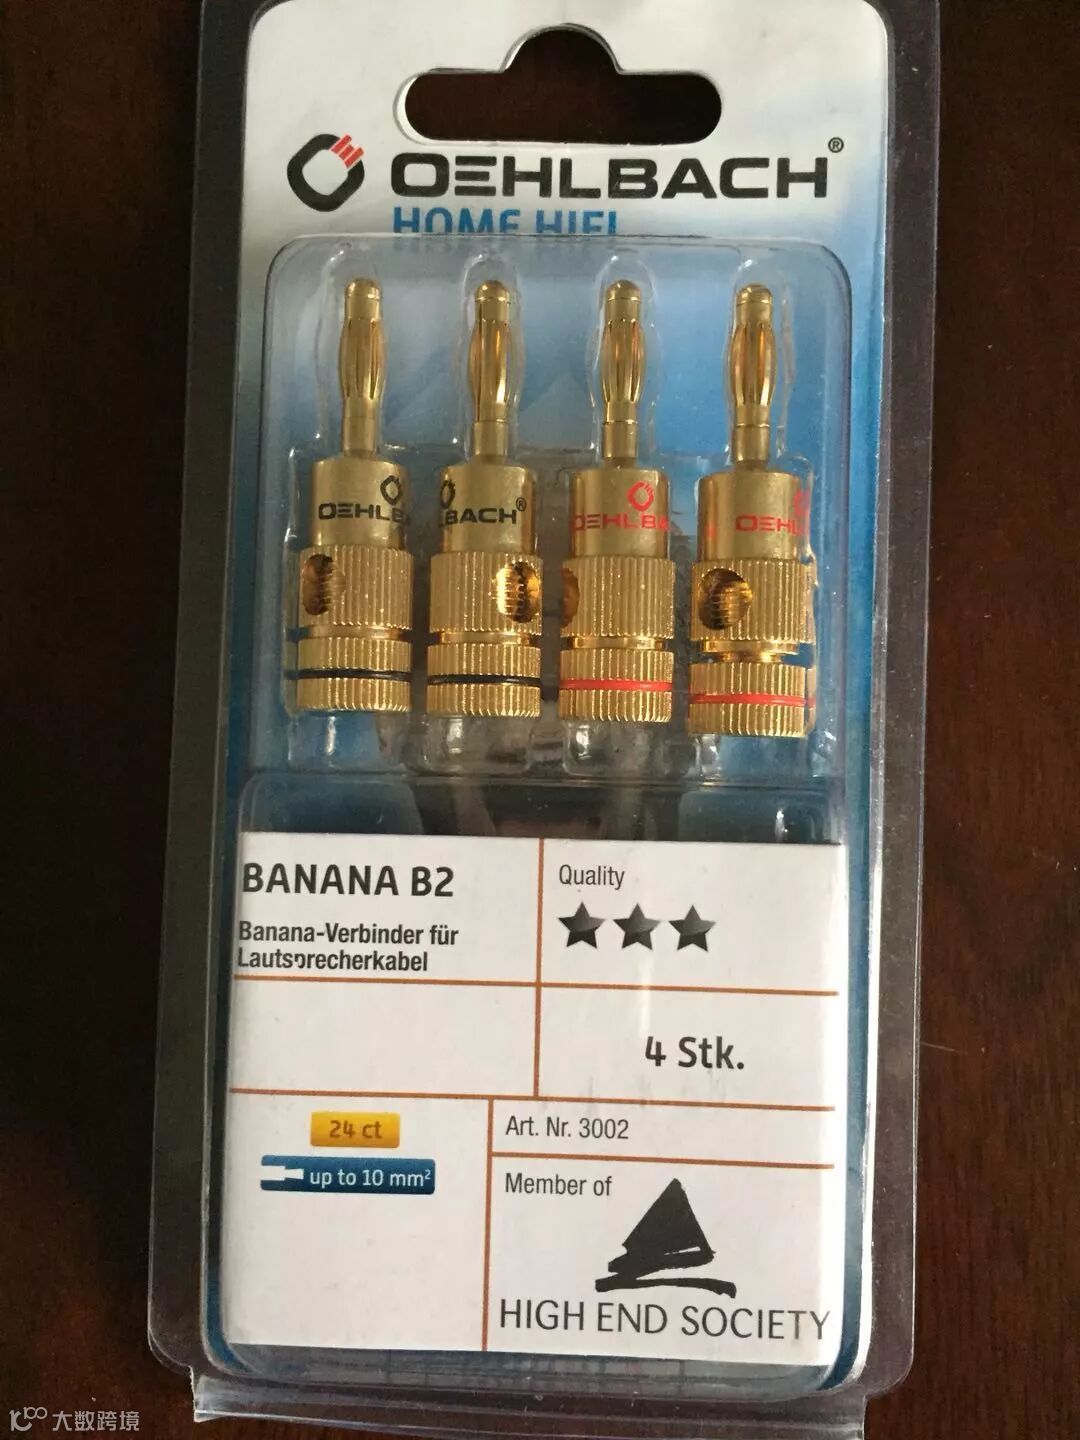 OEHLBACH®
HOME HIFI
OEHLB
BACH®
OEHLBA
OEHL
BANANA B2
Banana-Verbinder für
Lautsprecherkabel
Quality
4 Stk.
24 ct
up to 10 mm²
Art. Nr. 3002
Member of
HIGH END SOCIETY
大数跨境